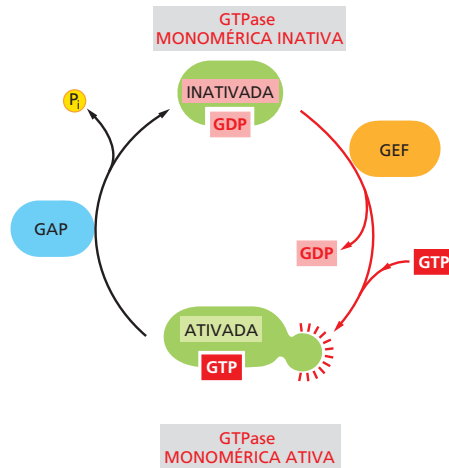 GTPase
MONOMÉRICA INATIVA
INATIVADA
GDP
Pi
GEF
GAP
GDP
GTP
ATIVADA
GTP
GTPase
MONOMÉRICA ATIVA